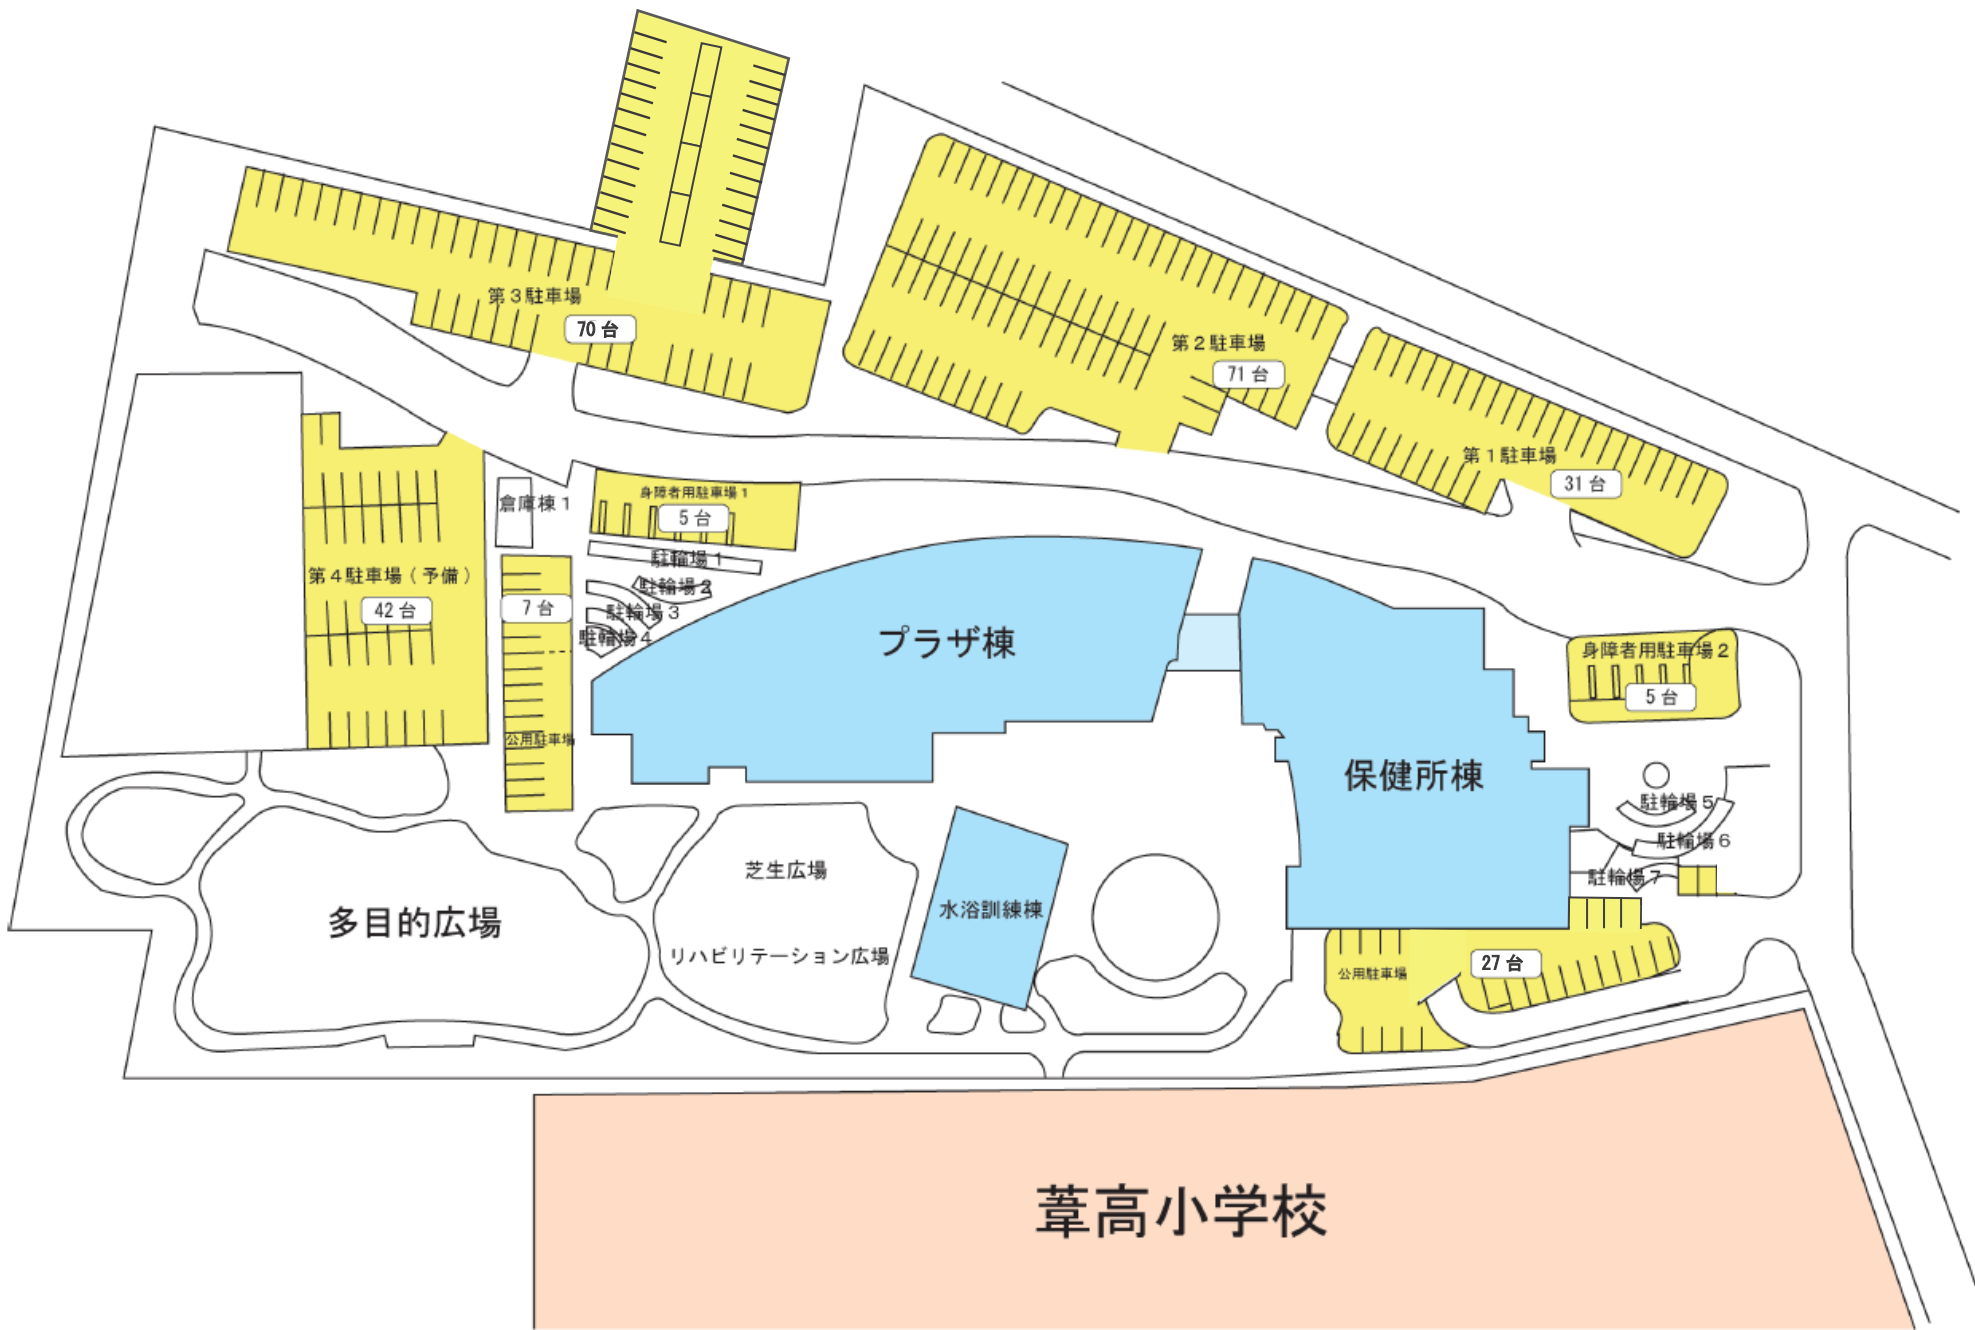 第３駐車場
70 台
第２駐車場
71 台
第１駐車場
31 台
倉庫棟１
身障者用駐車場１
5 台
駐輪場１
駐輪場２
駐輪場３
駐輪場４
第４駐車場（予備）
42 台
7 台
公用駐車場
プラザ棟
保健所棟
身障者用駐車場２
5 台
駐輪場５
駐輪場６
駐輪場７
芝生広場
リハビリテーション広場
多目的広場
水浴訓練棟
公用駐車場
27 台
葦高小学校